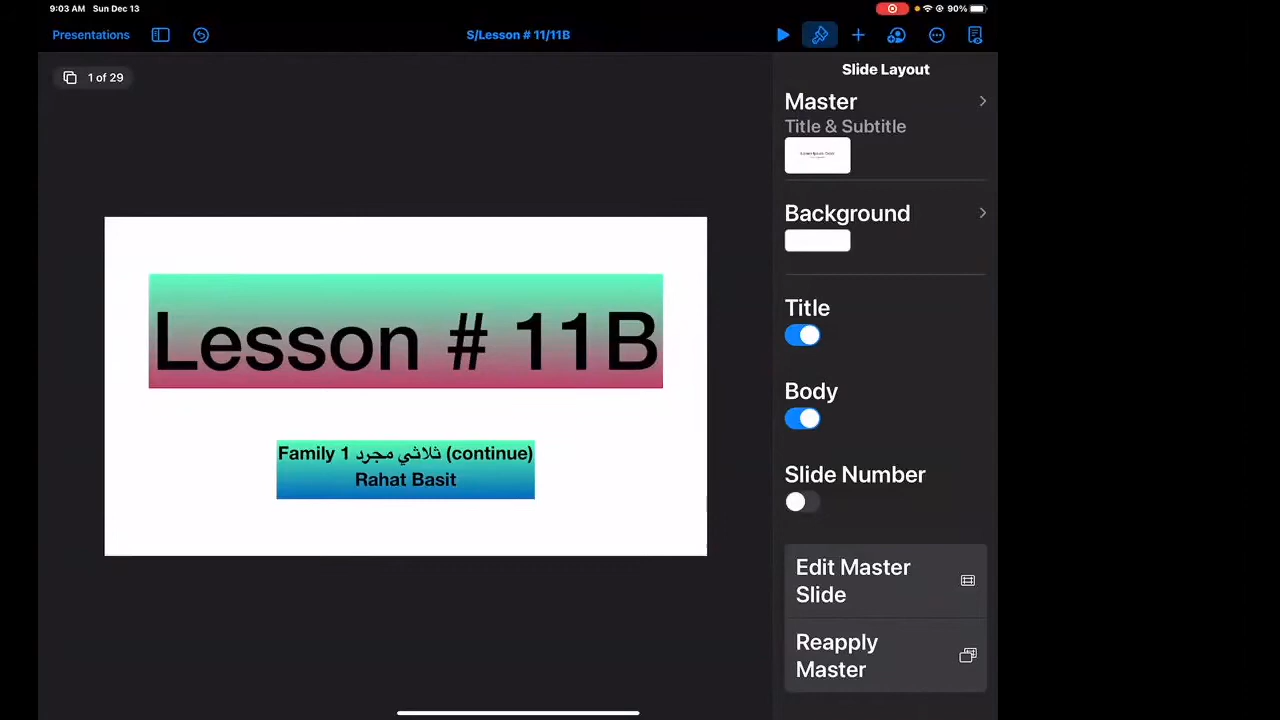 9:03 AM Sun Dec 13
90%
Presentations
S/Lesson # 11/11B
1 of 29
Lesson # 11B
Family 1 ثلاثي مجرد (continue)
Rahat Basit
Slide Layout
Master
Title & Subtitle
Background
Title
Body
Slide Number
Edit Master
Slide
Reapply
Master